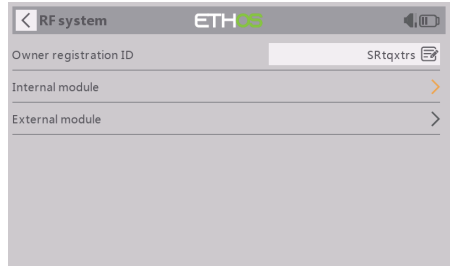 RF system
ETHOS
Owner registration ID
SRtqxtrs
Internal module
External module